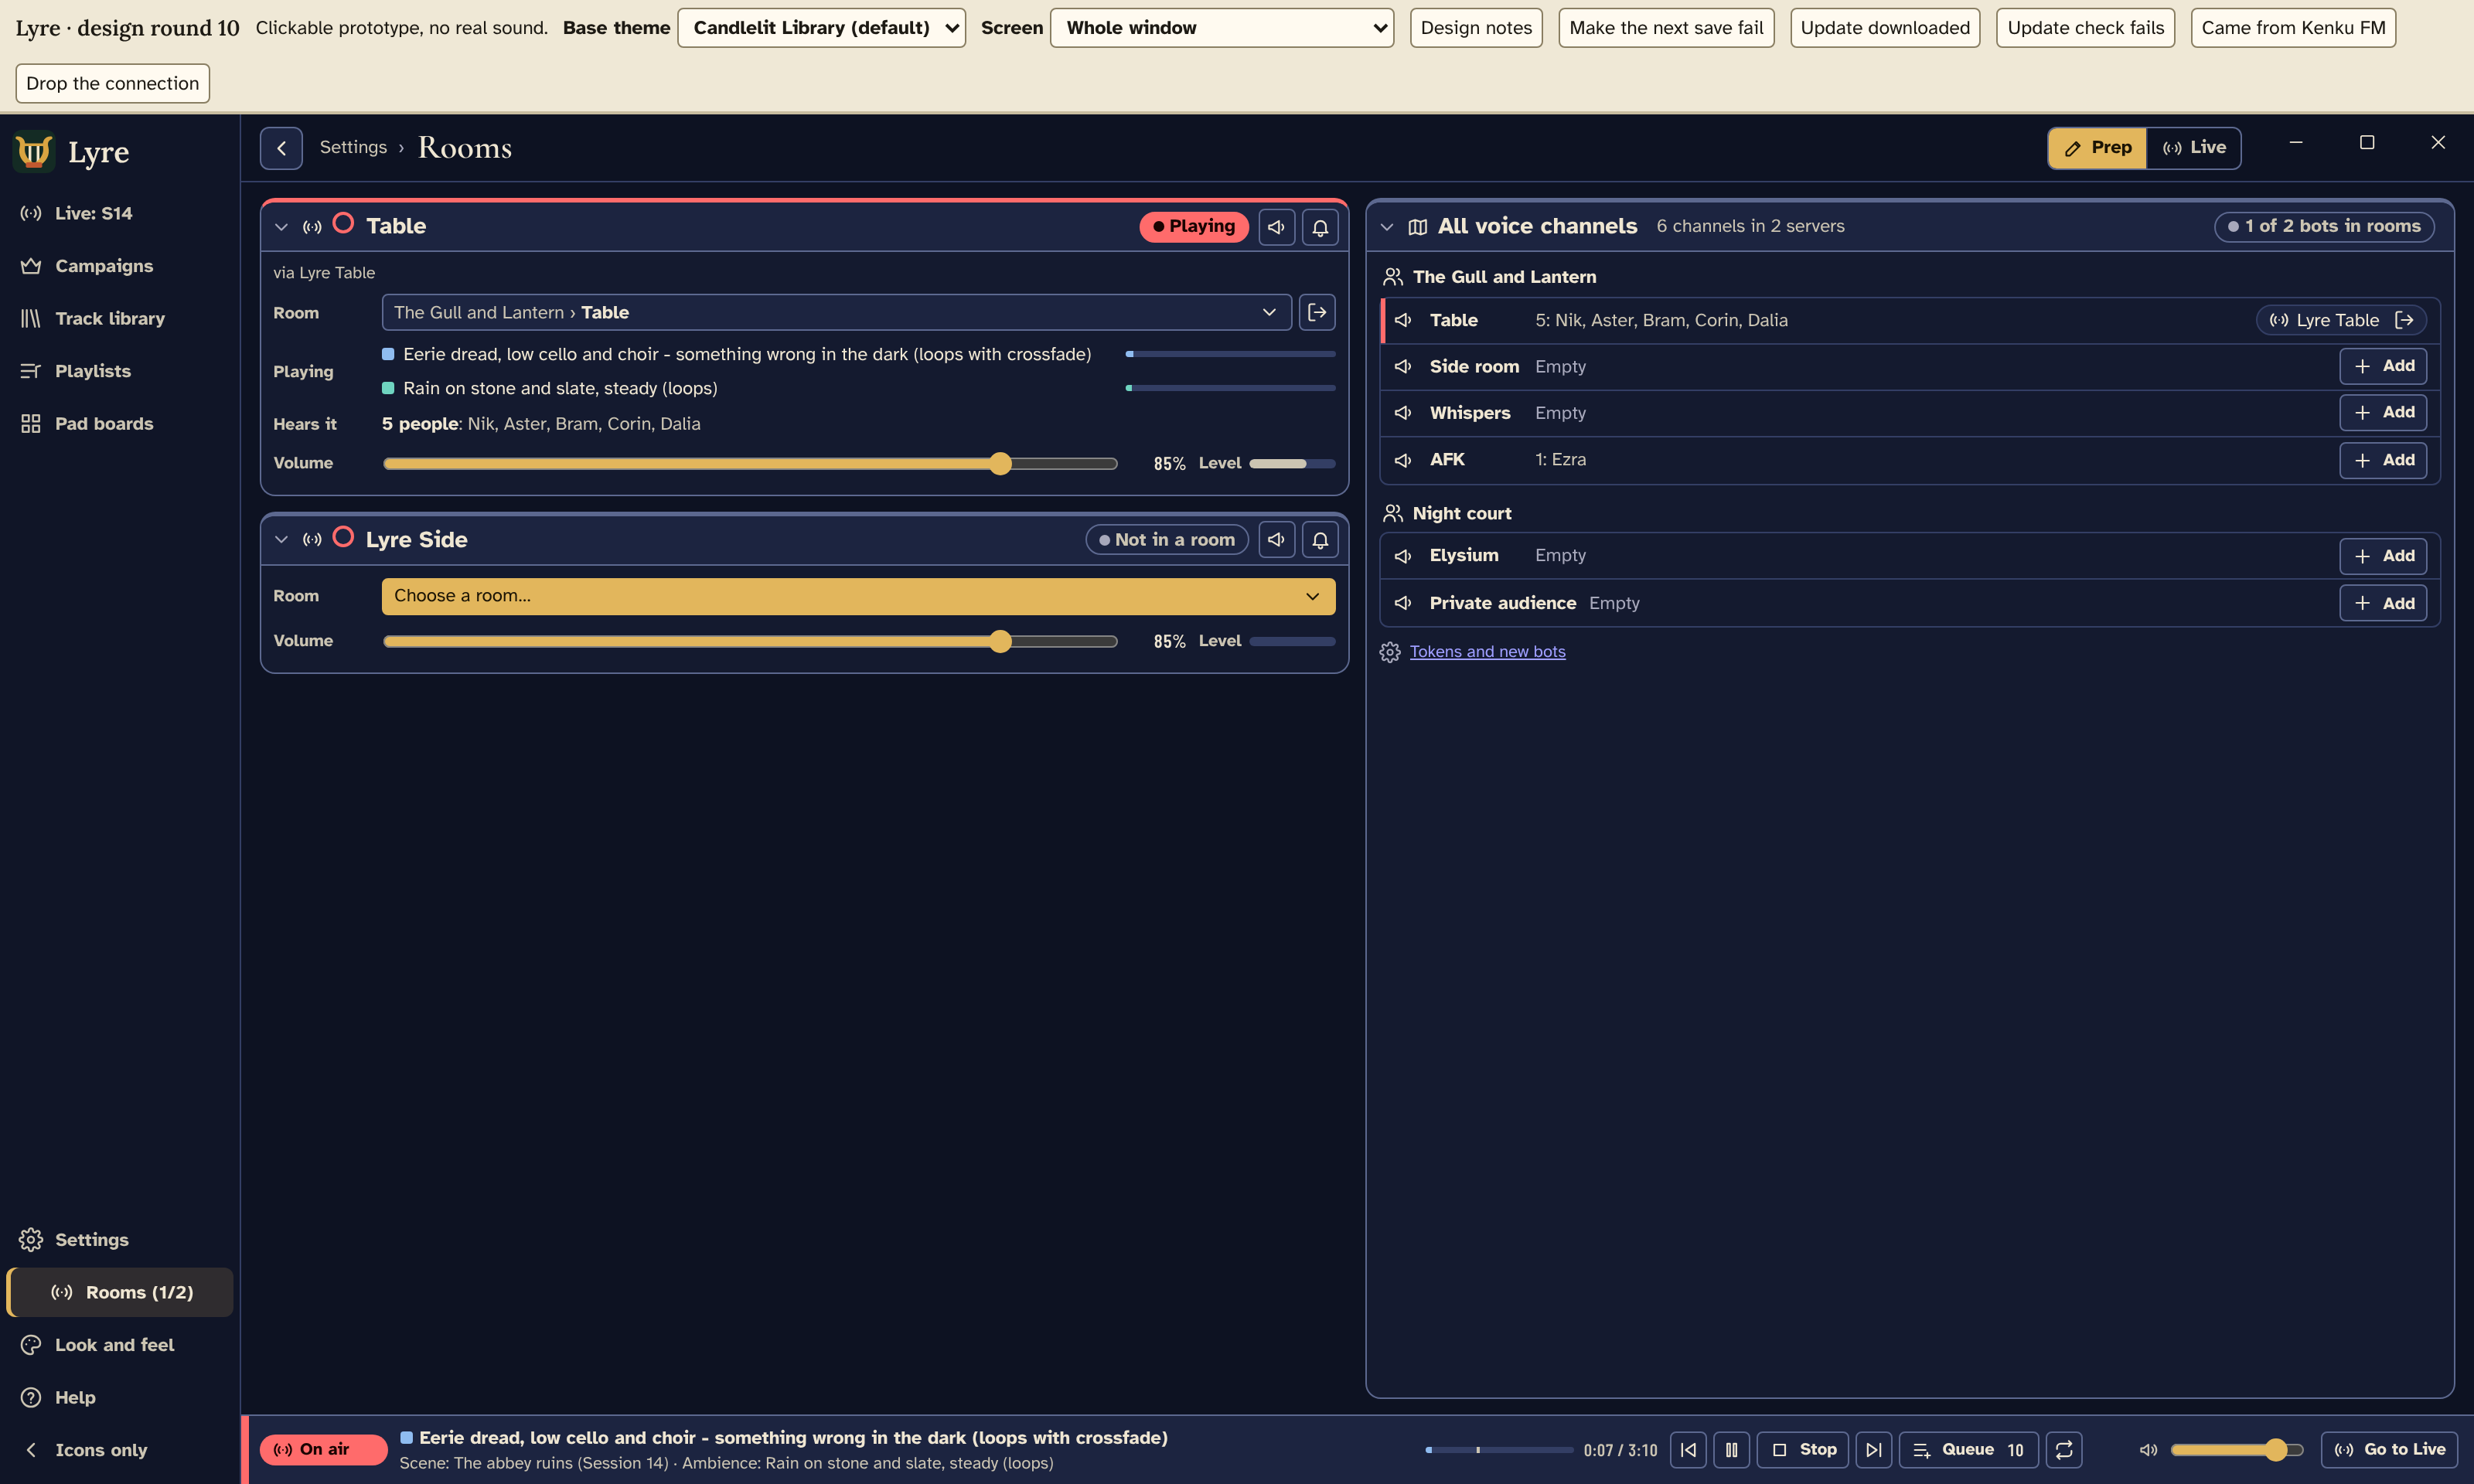 Lyre · design round 10 Clickable prototype, no real sound. Base theme Candlelit Library (default) Screen Whole window Design notes Make the next save fail Update downloaded Update check fails Came from Kenku FM
Drop the connection
Lyre
Settings › Rooms
Prep Live
Live: S14
Campaigns
Track library
Playlists
Pad boards
Table Playing
via Lyre Table
Room The Gull and Lantern › Table
Playing
Eerie dread, low cello and choir - something wrong in the dark (loops with crossfade)
Rain on stone and slate, steady (loops)
Hears it 5 people: Nik, Aster, Bram, Corin, Dalia
Volume 85% Level
Lyre Side Not in a room
Room Choose a room...
Volume 85% Level
All voice channels 6 channels in 2 servers 1 of 2 bots in rooms
The Gull and Lantern
Table 5: Nik, Aster, Bram, Corin, Dalia Lyre Table
Side room Empty Add
Whispers Empty Add
AFK 1: Ezra Add
Night court
Elysium Empty Add
Private audience Empty Add
Tokens and new bots
Settings
Rooms (1/2)
Look and feel
Help
Icons only
On air
Eerie dread, low cello and choir - something wrong in the dark (loops with crossfade)
Scene: The abbey ruins (Session 14) · Ambience: Rain on stone and slate, steady (loops)
0:07 / 3:10 Stop Queue 10 Go to Live